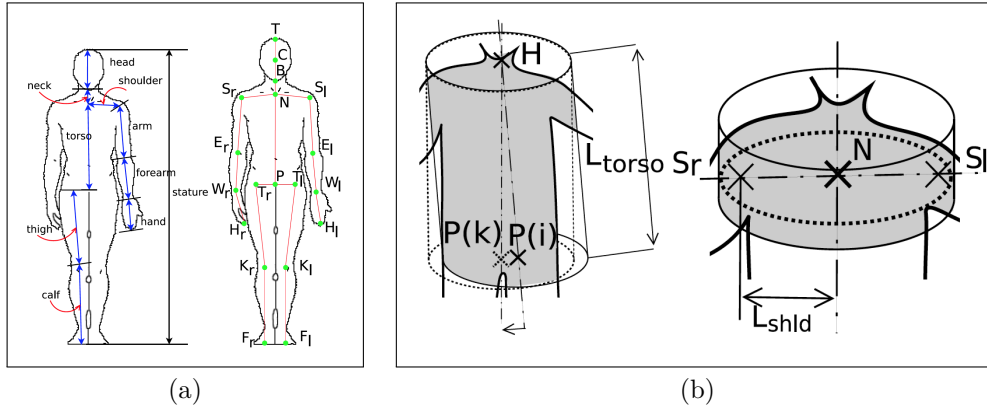 head
neck
shoulder
torso
arm
forearm
stature
hand
thigh
calf
T
C
B
Sr Sl
N
Er El
P
Wr Tr Tl Wl
Hr Hl
Kr Kl
Fr Fl
(a)
H
Ltorso
P(k) P(i)
Sr N Sl
Lshld
(b)